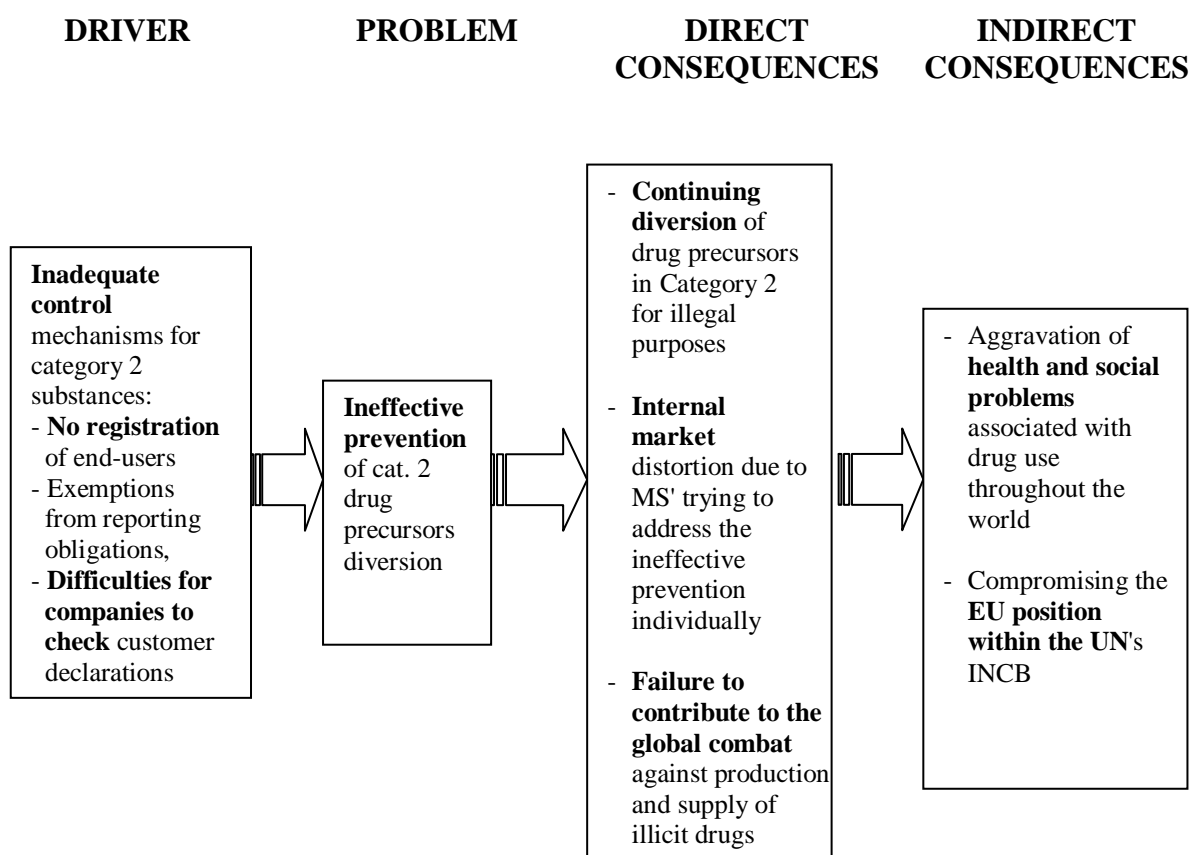 DRIVER
PROBLEM
DIRECT
CONSEQUENCES
INDIRECT
CONSEQUENCES
Inadequate
control
mechanisms for
category 2
substances:
- No registration
of end-users
- Exemptions
from reporting
obligations,
- Difficulties for
companies to
check customer
declarations
Ineffective
prevention
of cat. 2
drug
precursors
diversion
- Continuing
diversion of
drug precursors
in Category 2
for illegal
purposes
- Internal
market
distortion due to
MS' trying to
address the
ineffective
prevention
individually
- Failure to
contribute to the
global combat
against production
and supply of
illicit drugs
- Aggravation of
health and social
problems
associated with
drug use
throughout the
world
- Compromising the
EU position
within the UN's
INCB